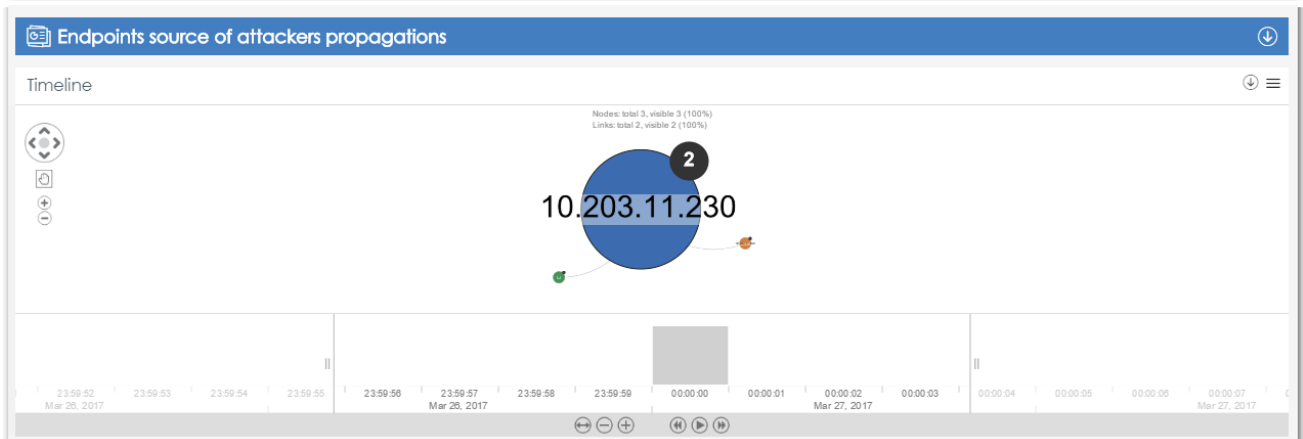 Endpoints source of attackers propagations
Timeline
Nodes: total 3, visible 3 (100%)
Links: total 2, visible 2 (100%)
2
10.203.11.230
23:59:52 23:59:53 23:59:54 23:59:55 23:59:56 23:59:57 23:59:58 23:59:59 00:00:00 00:00:01 00:00:02 00:00:03 00:00:04 00:00:05 00:00:06 00:00:07
Mar 26, 2017 Mar 26, 2017 Mar 27, 2017 Mar 27, 2017